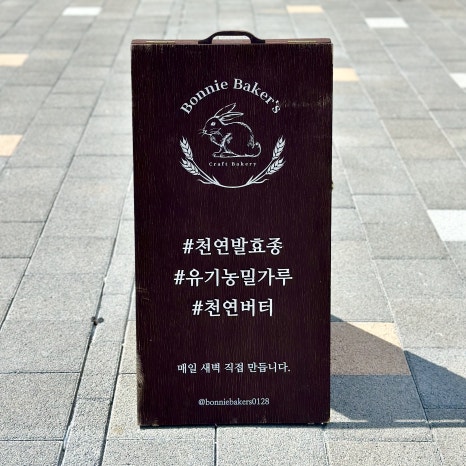 Bonnie Baker's
Craft Bakery
#천연발효종
#유기농밀가루
#천연버터
매일 새벽 직접 만듭니다.
@bonniebakers0128